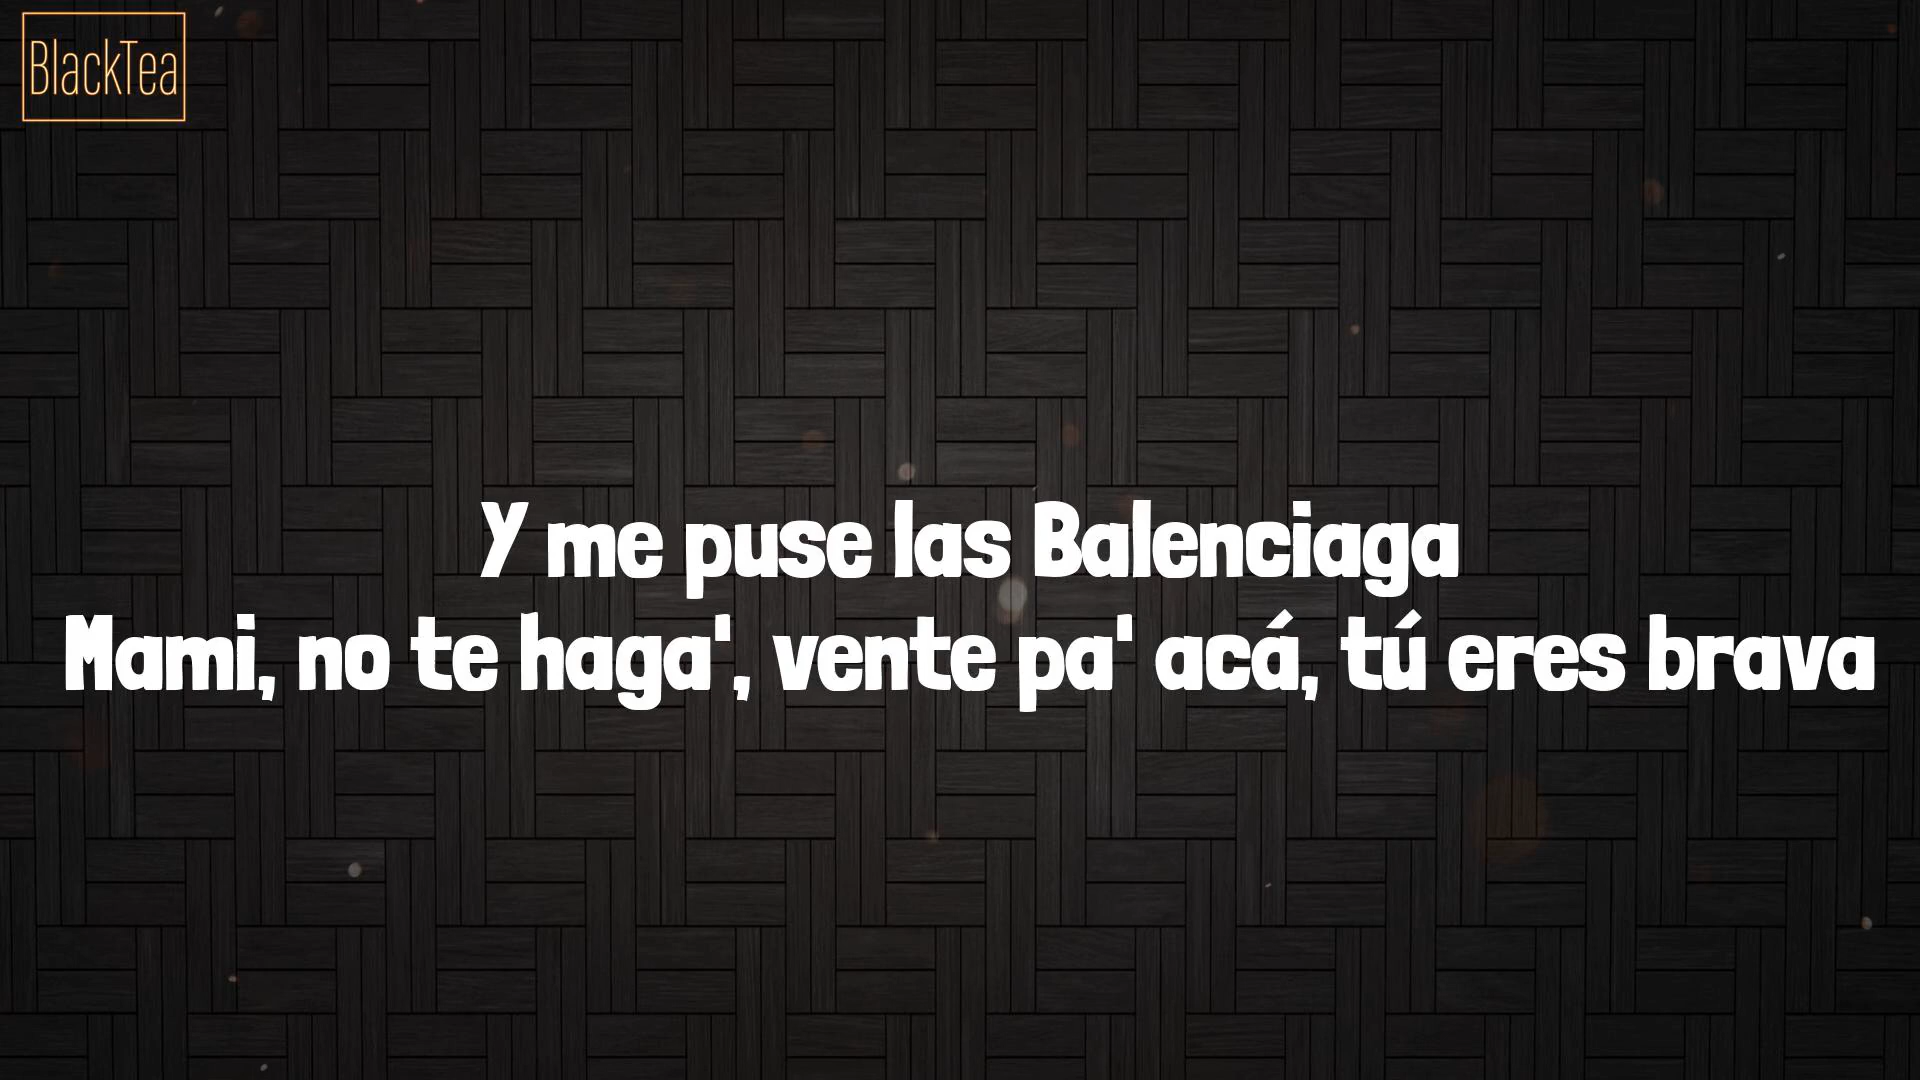 BlackTea
Y me puse las Balenciaga
Mami, no te haga', vente pa' acá, tú eres brava